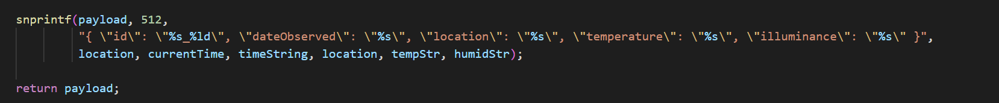 snprintf(payload, 512,
"{ \"id\": \"%s_%ld\", \"dateObserved\": \"%s\", \"location\": \"%s\", \"temperature\": \"%s\", \"illuminance\": \"%s\" }",
location, currentTime, timeString, location, tempStr, humidStr);
return payload;